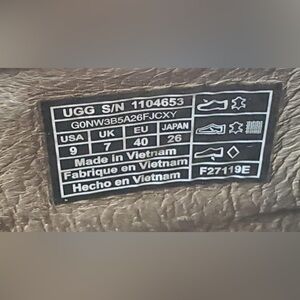 UGG S/N 1104653
G0NW3B5A26FJCXY
USA UK EU JAPAN
9 7 40 26
Made in Vietnam
Fabriqué en Vietnam
Hecho en Vietnam
F27119E